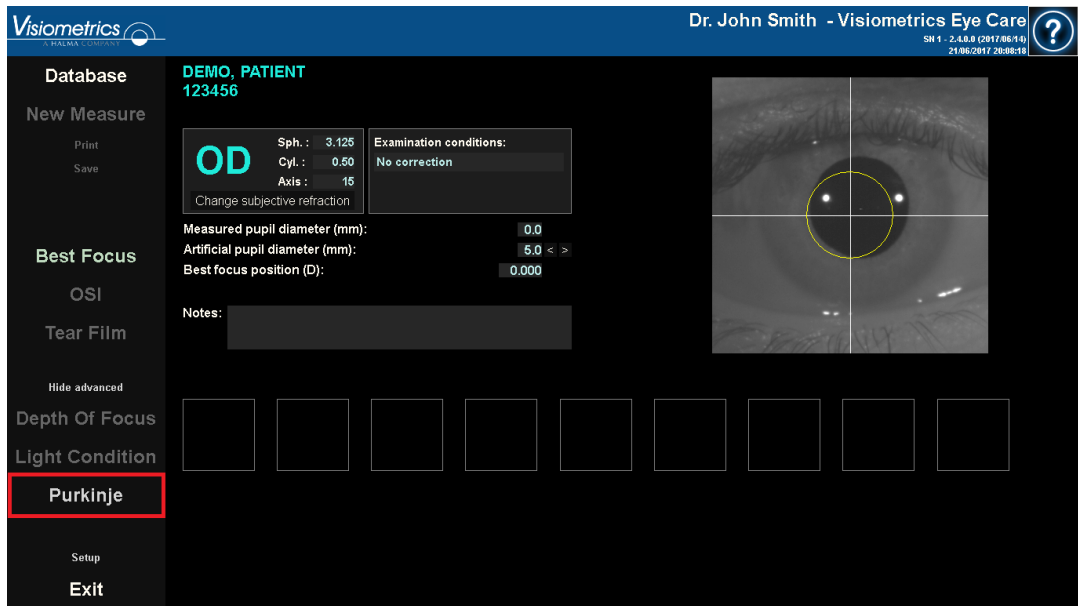 Visiometrics
A HALMA COMPANY
Dr. John Smith - Visiometrics Eye Care
SN 1 - 2.4.0.0 (2017/06/14)
21/06/2017 20:08:18
?
Database
New Measure
Print
Save
Best Focus
OSI
Tear Film
Hide advanced
Depth Of Focus
Light Condition
Purkinje
Setup
Exit
DEMO, PATIENT
123456
OD
Sph. : 3.125
Cyl. : 0.50
Axis : 15
Change subjective refraction
Examination conditions:
No correction
Measured pupil diameter (mm): 0.0
Artificial pupil diameter (mm): 5.0 < >
Best focus position (D): 0.000
Notes: